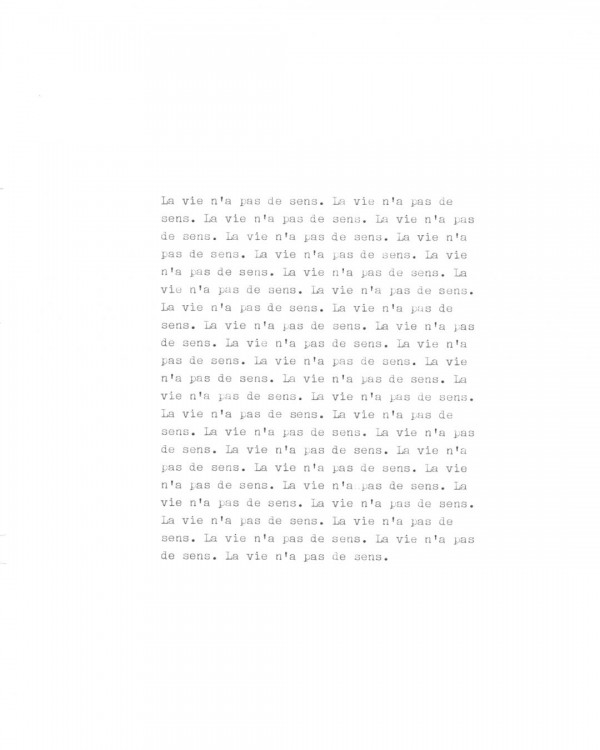 La vie n'a pas de sens. La vie n'a pas de
sens. La vie n'a pas de sens. La vie n'a pas
de sens. La vie n'a pas de sens. La vie n'a
pas de sens. La vie n'a pas de sens. La vie
n'a pas de sens. La vie n'a pas de sens. La
vie n'a pas de sens. La vie n'a pas de sens.
La vie n'a pas de sens. La vie n'a pas de
sens. La vie n'a pas de sens. La vie n'a pas
de sens. La vie n'a pas de sens. La vie n'a
pas de sens. La vie n'a pas de sens. La vie
n'a pas de sens. La vie n'a pas de sens. La
vie n'a pas de sens. La vie n'a pas de sens.
La vie n'a pas de sens. La vie n'a pas de
sens. La vie n'a pas de sens. La vie n'a pas
de sens. La vie n'a pas de sens. La vie n'a
pas de sens. La vie n'a pas de sens. La vie
n'a pas de sens. La vie n'a pas de sens. La
vie n'a pas de sens. La vie n'a pas de sens.
La vie n'a pas de sens. La vie n'a pas de
sens. La vie n'a pas de sens. La vie n'a pas
de sens. La vie n'a pas de sens.